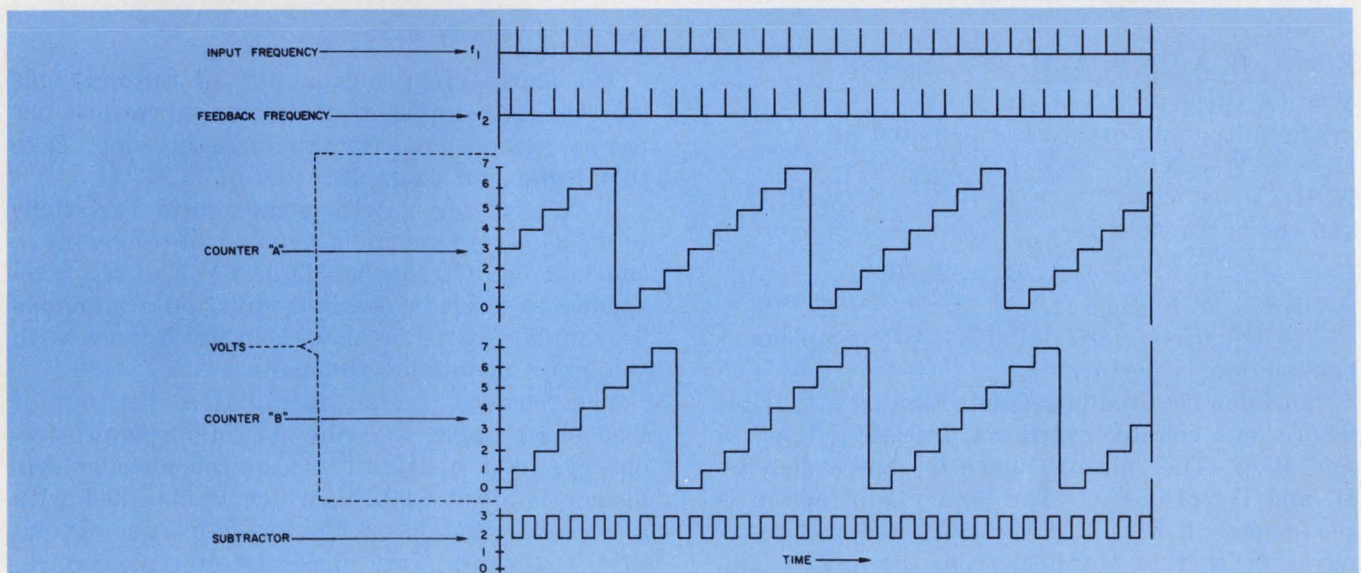 INPUT FREQUENCY f1
FEEDBACK FREQUENCY f2
7
6
5
COUNTER "A" 4
3
2
1
0
VOLTS
7
6
5
COUNTER "B" 4
3
2
1
0
SUBTRACTOR 3
2
1
0
TIME